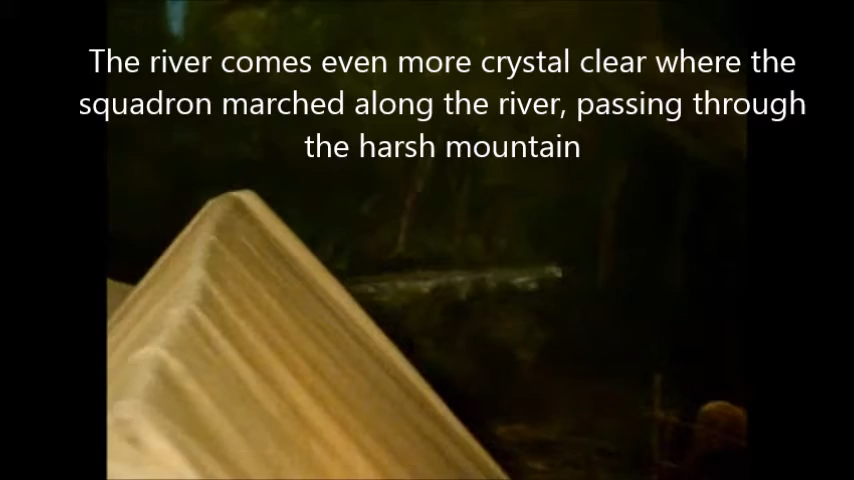 The river comes even more crystal clear where the
squadron marched along the river, passing through
the harsh mountain